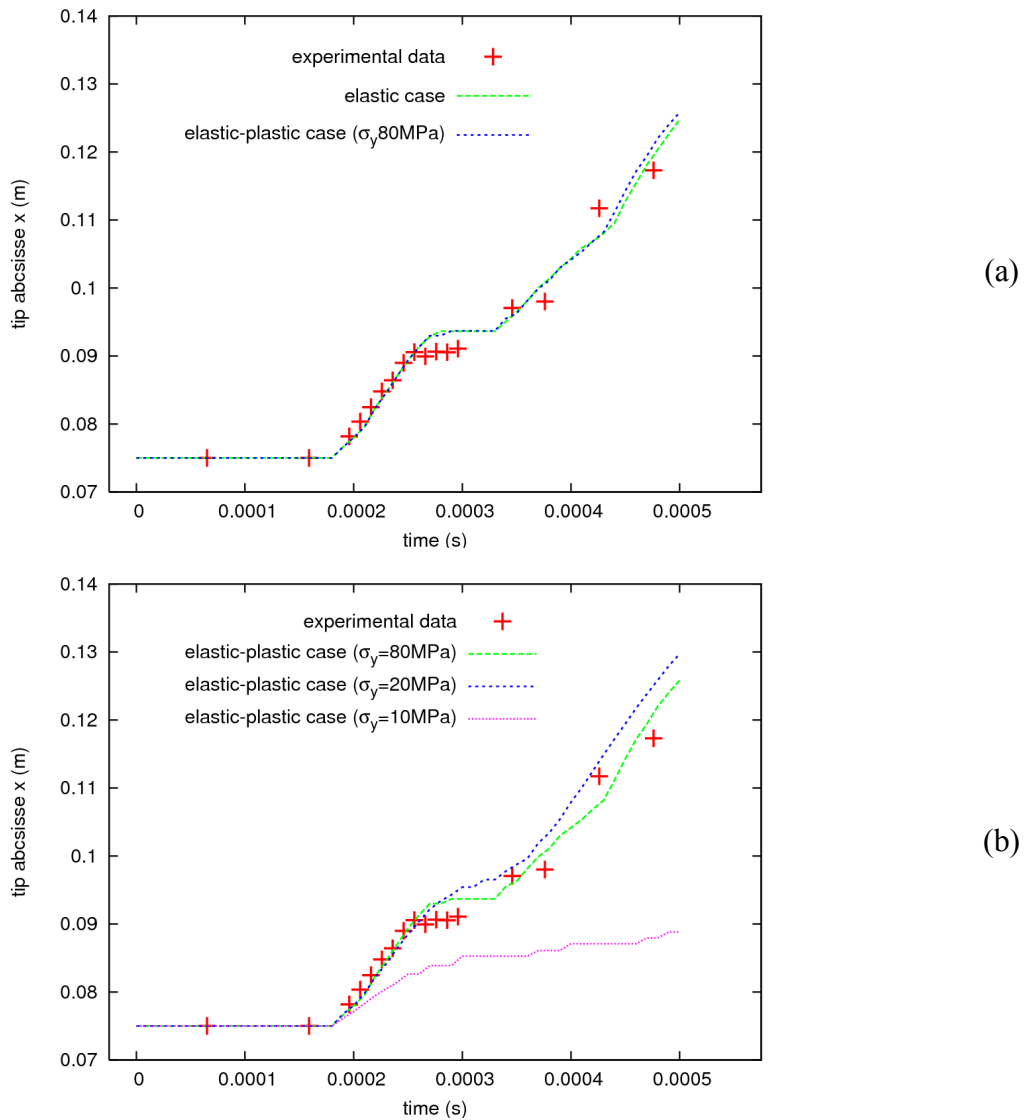 0.14
0.13
0.12
0.11
0.1
0.09
0.08
0.07
tip abcsisse x (m)
experimental data
elastic case
elastic-plastic case (σy80MPa)
0 0.0001 0.0002 0.0003 0.0004 0.0005
time (s)
(a)
0.14
0.13
0.12
0.11
0.1
0.09
0.08
0.07
tip abcsisse x (m)
experimental data
elastic-plastic case (σy=80MPa)
elastic-plastic case (σy=20MPa)
elastic-plastic case (σy=10MPa)
0 0.0001 0.0002 0.0003 0.0004 0.0005
time (s)
(b)